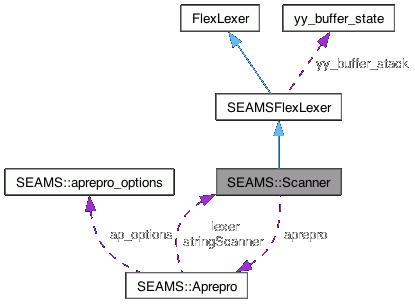 FlexLexer
yy_buffer_state
yy_buffer_stack
SEAMSFlexLexer
SEAMS::aprepro_options
SEAMS::Scanner
ap_options
lexer
stringScanner
aprepro
SEAMS::Aprepro